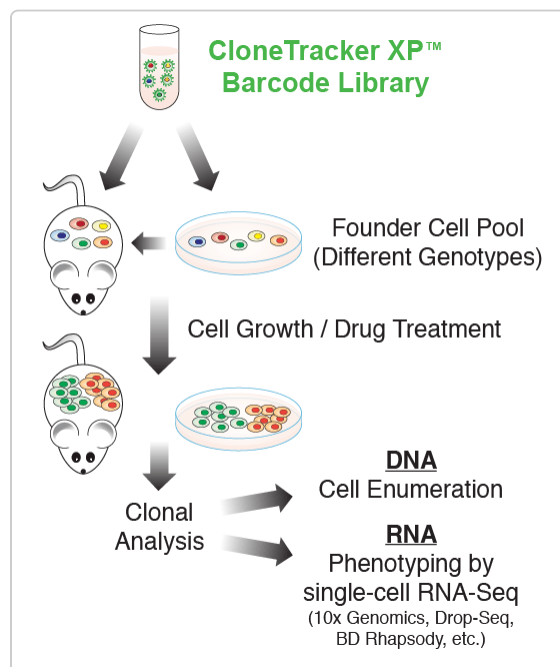 CloneTracker XP™
Barcode Library
Founder Cell Pool
(Different Genotypes)
Cell Growth / Drug Treatment
Clonal
Analysis
DNA
Cell Enumeration
RNA
Phenotyping by
single-cell RNA-Seq
(10x Genomics, Drop-Seq,
BD Rhapsody, etc.)